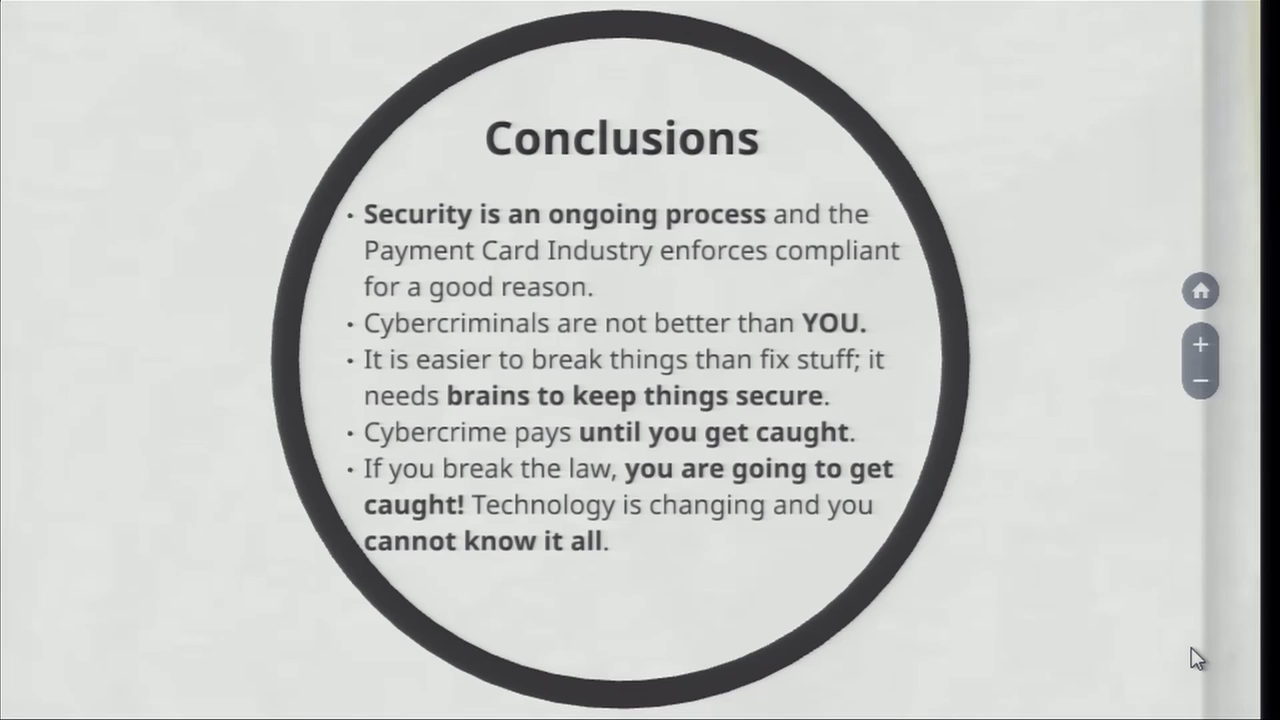 Conclusions
· Security is an ongoing process and the
Payment Card Industry enforces compliant
for a good reason.
· Cybercriminals are not better than YOU.
· It is easier to break things than fix stuff; it
needs brains to keep things secure.
· Cybercrime pays until you get caught.
· If you break the law, you are going to get
caught! Technology is changing and you
cannot know it all.